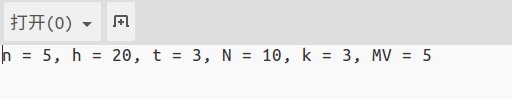 打开(O)
n = 5, h = 20, t = 3, N = 10, k = 3, MV = 5